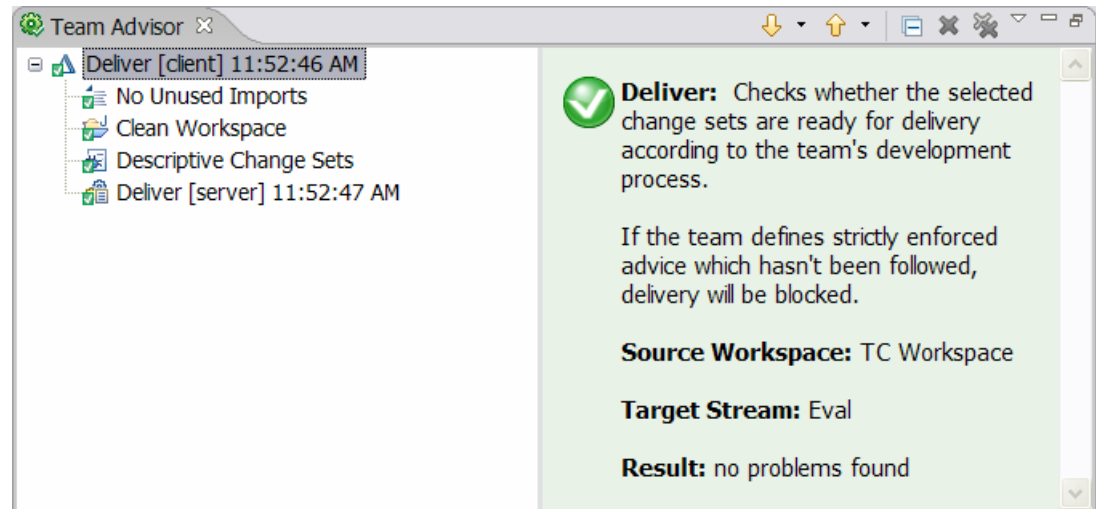 Team Advisor
Deliver [client] 11:52:46 AM
No Unused Imports
Clean Workspace
Descriptive Change Sets
Deliver [server] 11:52:47 AM
Deliver: Checks whether the selected
change sets are ready for delivery
according to the team's development
process.
If the team defines strictly enforced
advice which hasn't been followed,
delivery will be blocked.
Source Workspace: TC Workspace
Target Stream: Eval
Result: no problems found